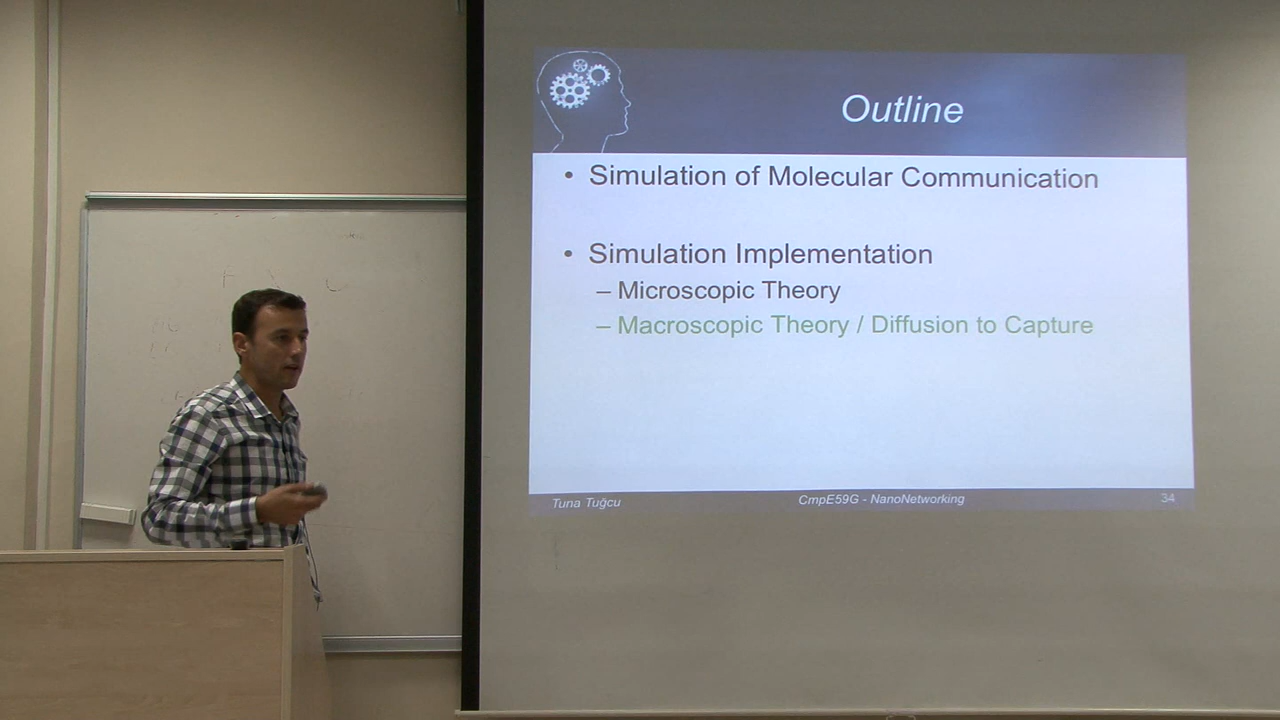 Outline
• Simulation of Molecular Communication
• Simulation Implementation
– Microscopic Theory
– Macroscopic Theory / Diffusion to Capture
Tuna Tuğcu CmpE59G - NanoNetworking 34